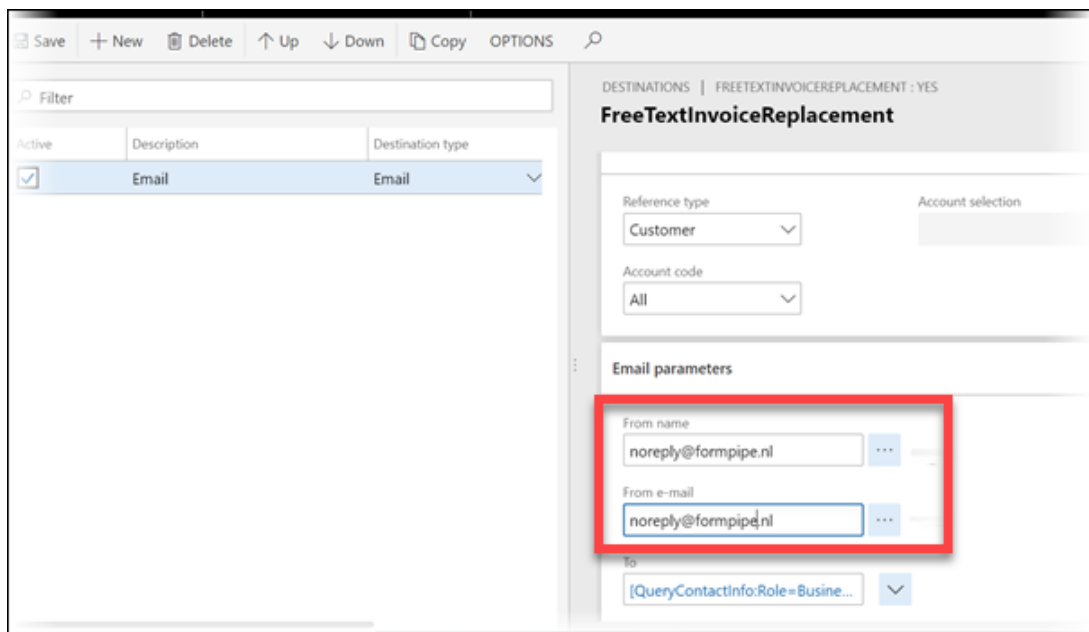 Save New Delete Up Down Copy OPTIONS
Filter
Active Description Destination type
Email Email
DESTINATIONS | FREETEXTINVOICEREPLACEMENT : YES
FreeTextInvoiceReplacement
Reference type Account selection
Customer
Account code
All
Email parameters
From name
noreply@formpipe.nl ...
From e-mail
noreply@formpipe.nl ...
To
[QueryContactInfo:Role=Busine...